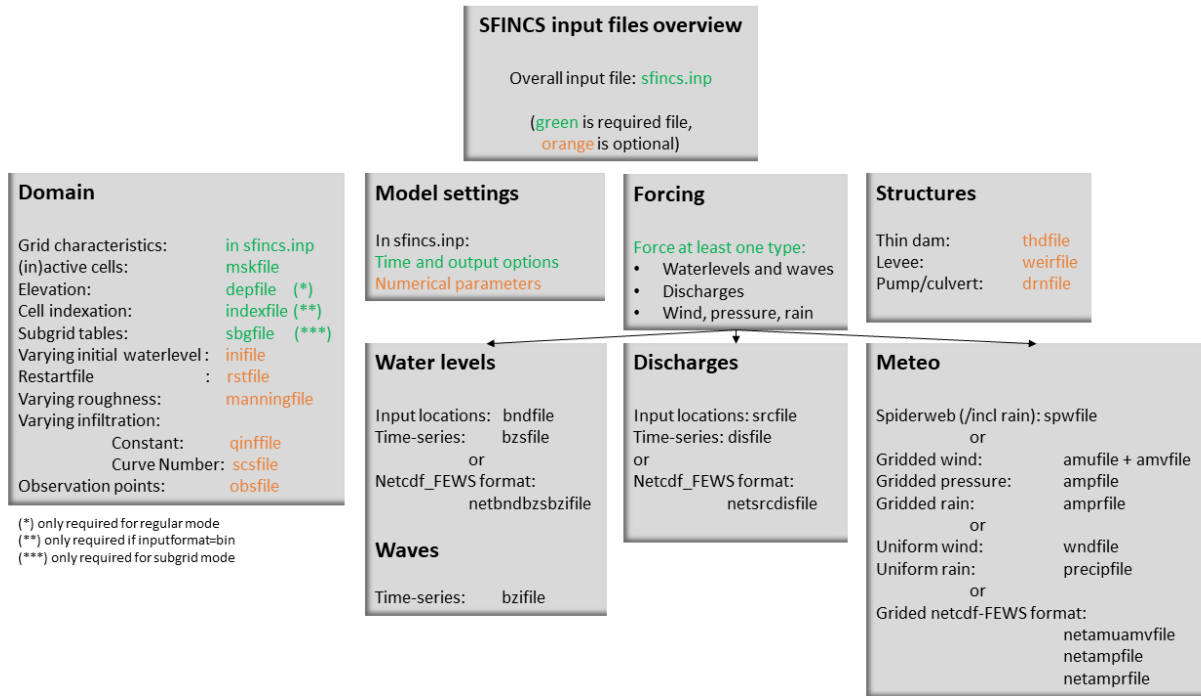 SFINCS input files overview
Overall input file: sfincs.inp
(green is required file,
orange is optional)
Domain
Grid characteristics: in sfincs.inp
(in)active cells: mskfile
Elevation: depfile (*)
Cell indexation: indexfile (**)
Subgrid tables: sbgfile (***)
Varying initial waterlevel : inifile
Restartfile : rstfile
Varying roughness: manningfile
Varying infiltration:
Constant: qinffile
Curve Number: scsfile
Observation points: obsfile
(*) only required for regular mode
(**) only required if inputformat=bin
(***) only required for subgrid mode
Model settings
In sfincs.inp:
Time and output options
Numerical parameters
Forcing
Force at least one type:
• Waterlevels and waves
• Discharges
• Wind, pressure, rain
Structures
Thin dam: thdfile
Levee: weirfile
Pump/culvert: drnfile
Water levels
Input locations: bndfile
Time-series: bzsfile
or
Netcdf_FEWS format:
netbndbzsbzifile
Waves
Time-series: bzifile
Discharges
Input locations: srcfile
Time-series: disfile
or
Netcdf_FEWS format:
netsrcdisfile
Meteo
Spiderweb (/incl rain): spwfile
or
Gridded wind: amufile + amvfile
Gridded pressure: ampfile
Gridded rain: amprfile
or
Uniform wind: wndfile
Uniform rain: precipfile
or
Grided netcdf-FEWS format:
netamuamvfile
netampfile
netamprfile